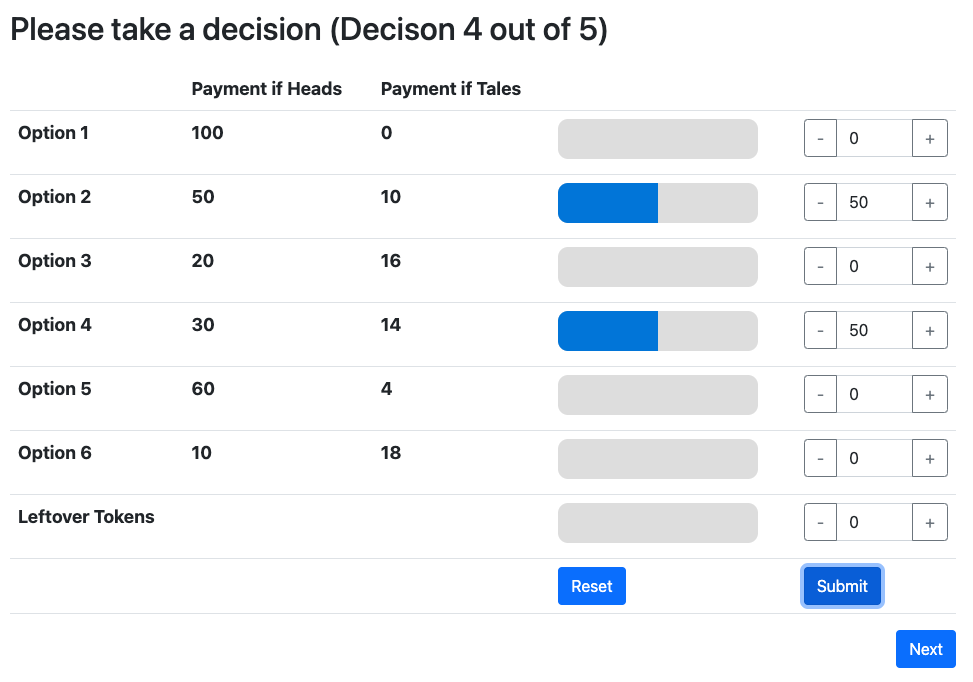 Please take a decision (Decison 4 out of 5)
Payment if Heads Payment if Tales
Option 1 100 0 - 0 +
Option 2 50 10 - 50 +
Option 3 20 16 - 0 +
Option 4 30 14 - 50 +
Option 5 60 4 - 0 +
Option 6 10 18 - 0 +
Leftover Tokens - 0 +
Reset Submit
Next